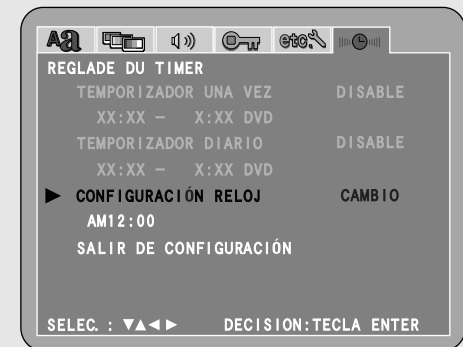 Aa etc.
REGLADE DU TIMER
TEMPORIZADOR UNA VEZ DISABLE
XX:XX – X:XX DVD
TEMPORIZADOR DIARIO DISABLE
XX:XX – X:XX DVD
▶ CONFIGURACIÓN RELOJ CAMBIO
AM12:00
SALIR DE CONFIGURACIÓN
SELEC. : ▼▲◀ ▶ DECISION:TECLA ENTER